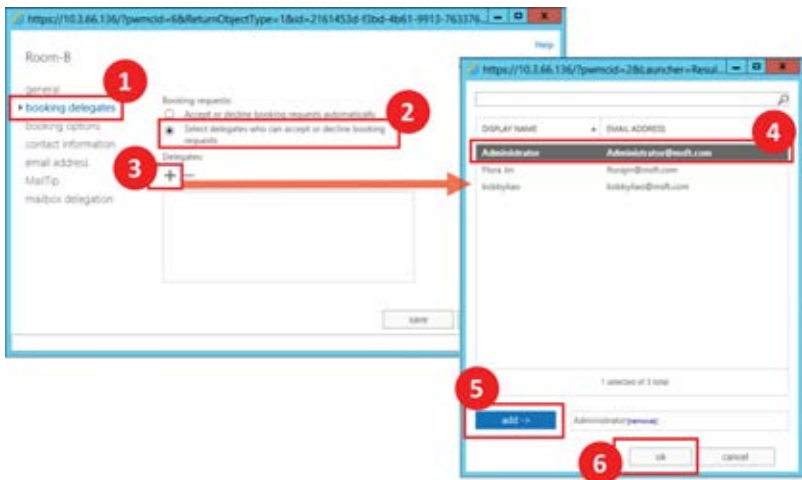 https://10.3.66.136/?pwmcid=6&ReturnObjectType=1&id=2161453d-f3bd-4b61-9913-763376...
Help
Room-B
1
general
booking delegates
booking options
contact information
email address
MailTip
mailbox delegation
Booking requests:
Accept or decline booking requests automatically
2
Select delegates who can accept or decline booking
requests
Delegates:
3
save
https://10.3.66.136/?pwmcid=2&Launcher=Resul...
DISPLAY NAME
EMAIL ADDRESS
4
Administrator
Administrator@msft.com
Flora Jin
florajin@msft.com
bobbyliao
bobbyliao@msft.com
1 selected of 3 total
5
add ->
Administrator[remove];
6
ok
cancel